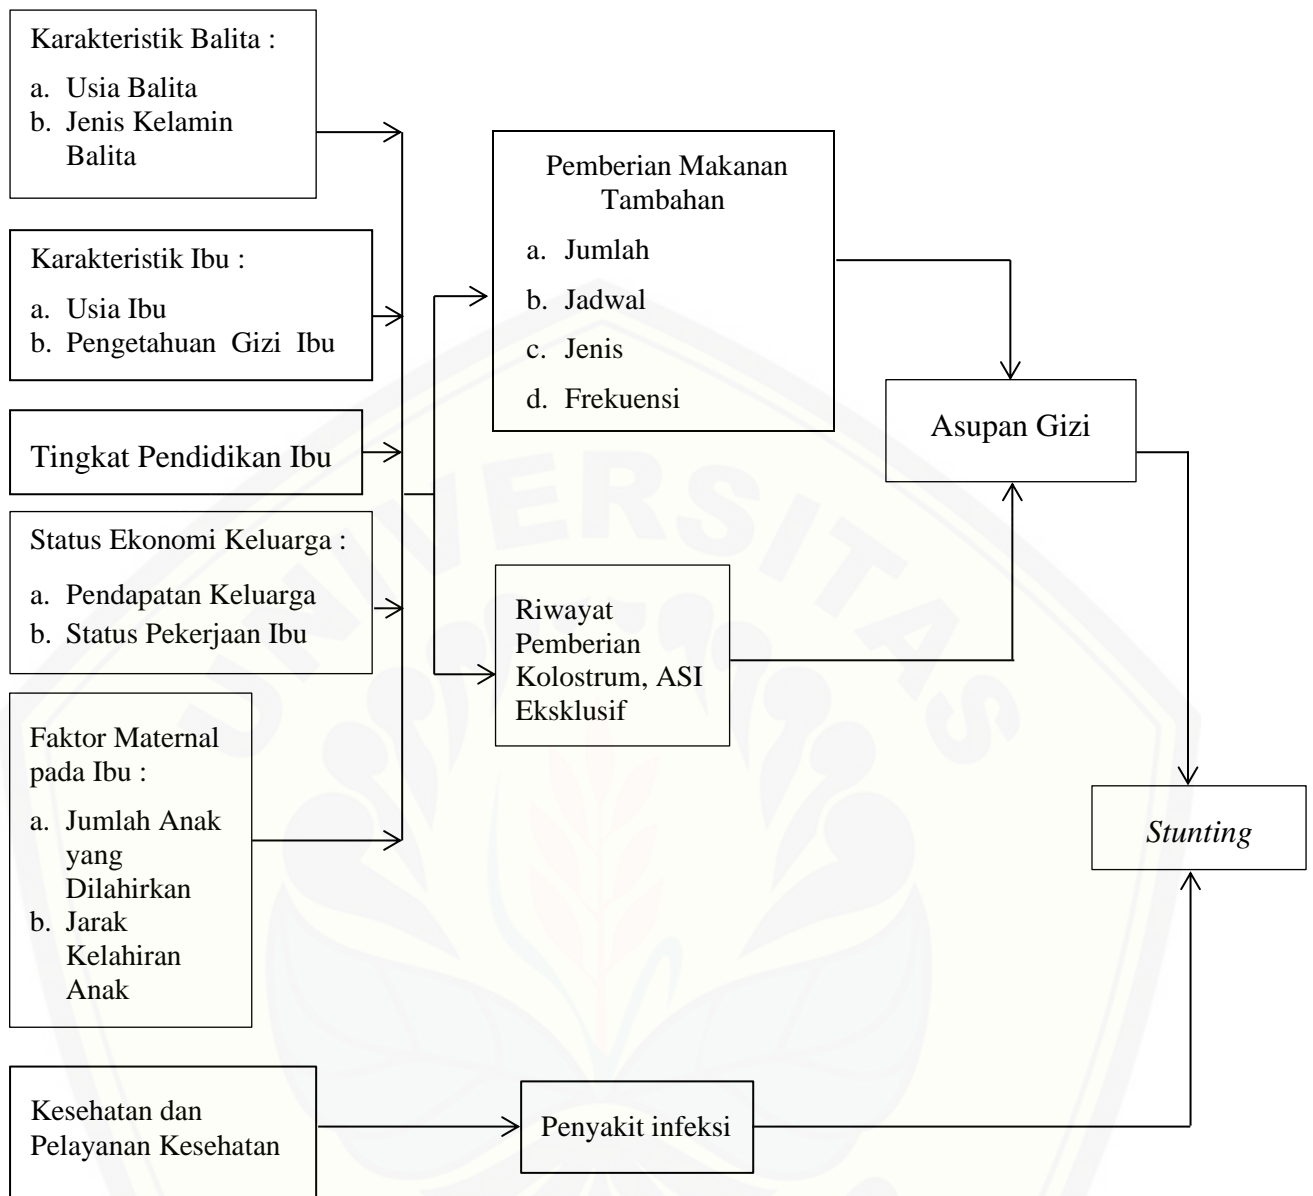 Karakteristik Balita :
a. Usia Balita
b. Jenis Kelamin
Balita
Karakteristik Ibu :
a. Usia Ibu
b. Pengetahuan Gizi Ibu
Tingkat Pendidikan Ibu
Status Ekonomi Keluarga :
a. Pendapatan Keluarga
b. Status Pekerjaan Ibu
Faktor Maternal
pada Ibu :
a. Jumlah Anak
yang
Dilahirkan
b. Jarak
Kelahiran
Anak
Kesehatan dan
Pelayanan Kesehatan
Pemberian Makanan
Tambahan
a. Jumlah
b. Jadwal
c. Jenis
d. Frekuensi
Riwayat
Pemberian
Kolostrum, ASI
Eksklusif
Penyakit infeksi
Asupan Gizi
Stunting
UNIVERSITAS